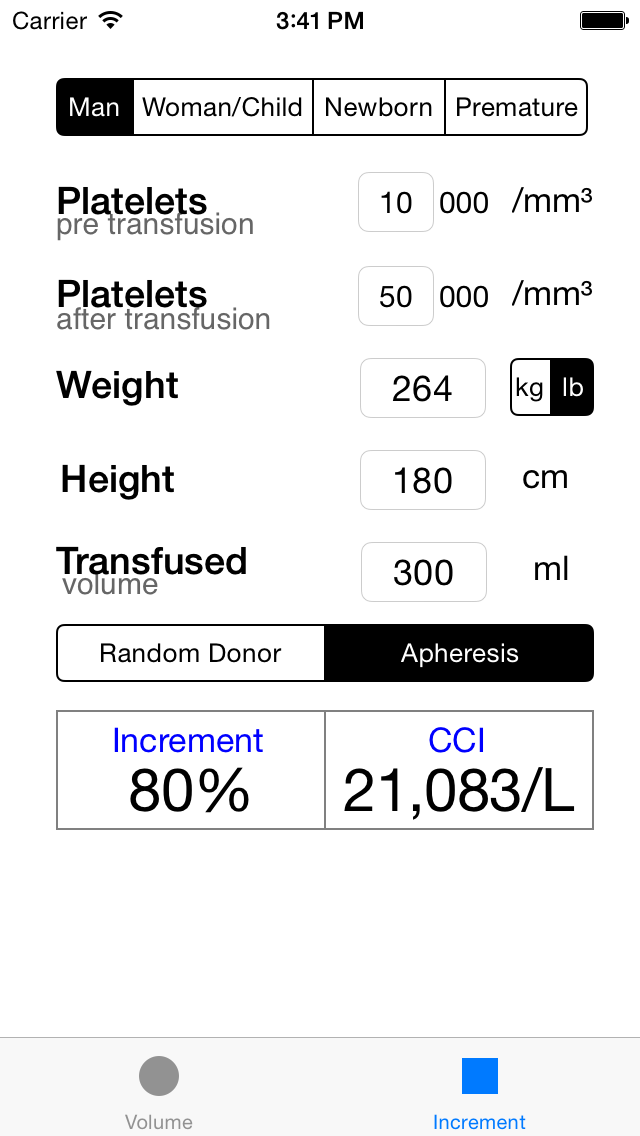 Carrier 3:41 PM
Man Woman/Child Newborn Premature
Platelets 10 000 /mm³
pre transfusion
Platelets 50 000 /mm³
after transfusion
Weight 264 kg lb
Height 180 cm
Transfused 300 ml
volume
Random Donor Apheresis
Increment CCI
80% 21,083/L
Volume Increment